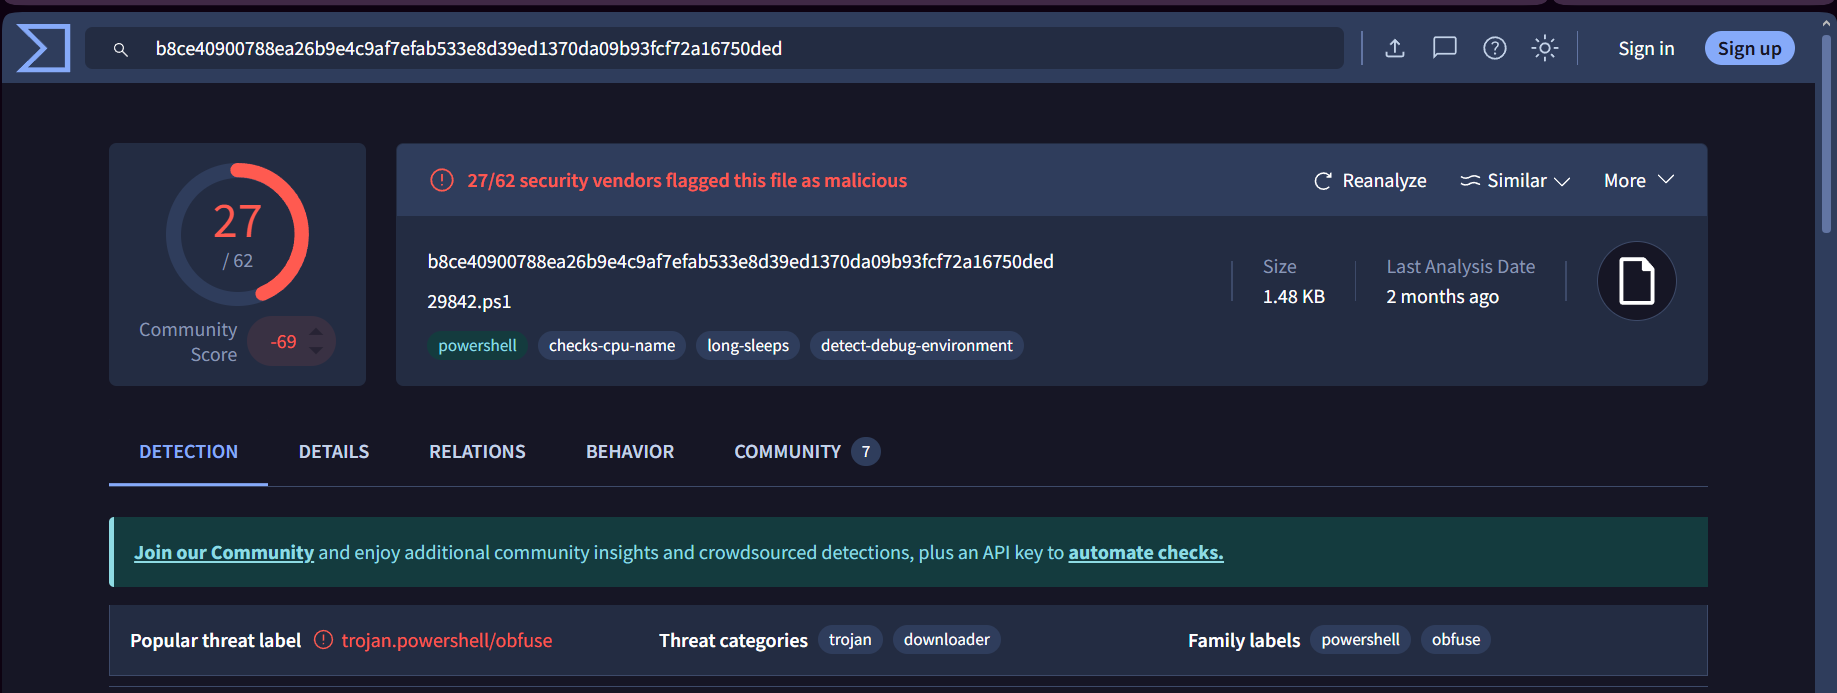 b8ce40900788ea26b9e4c9af7efab533e8d39ed1370da09b93fcf72a16750ded
Sign in
Sign up
27
/ 62
Community
Score
-69
27/62 security vendors flagged this file as malicious
Reanalyze
Similar
More
b8ce40900788ea26b9e4c9af7efab533e8d39ed1370da09b93fcf72a16750ded
29842.ps1
powershell
checks-cpu-name
long-sleeps
detect-debug-environment
Size
1.48 KB
Last Analysis Date
2 months ago
DETECTION
DETAILS
RELATIONS
BEHAVIOR
COMMUNITY 7
Join our Community and enjoy additional community insights and crowdsourced detections, plus an API key to automate checks.
Popular threat label
trojan.powershell/obfuse
Threat categories
trojan
downloader
Family labels
powershell
obfuse